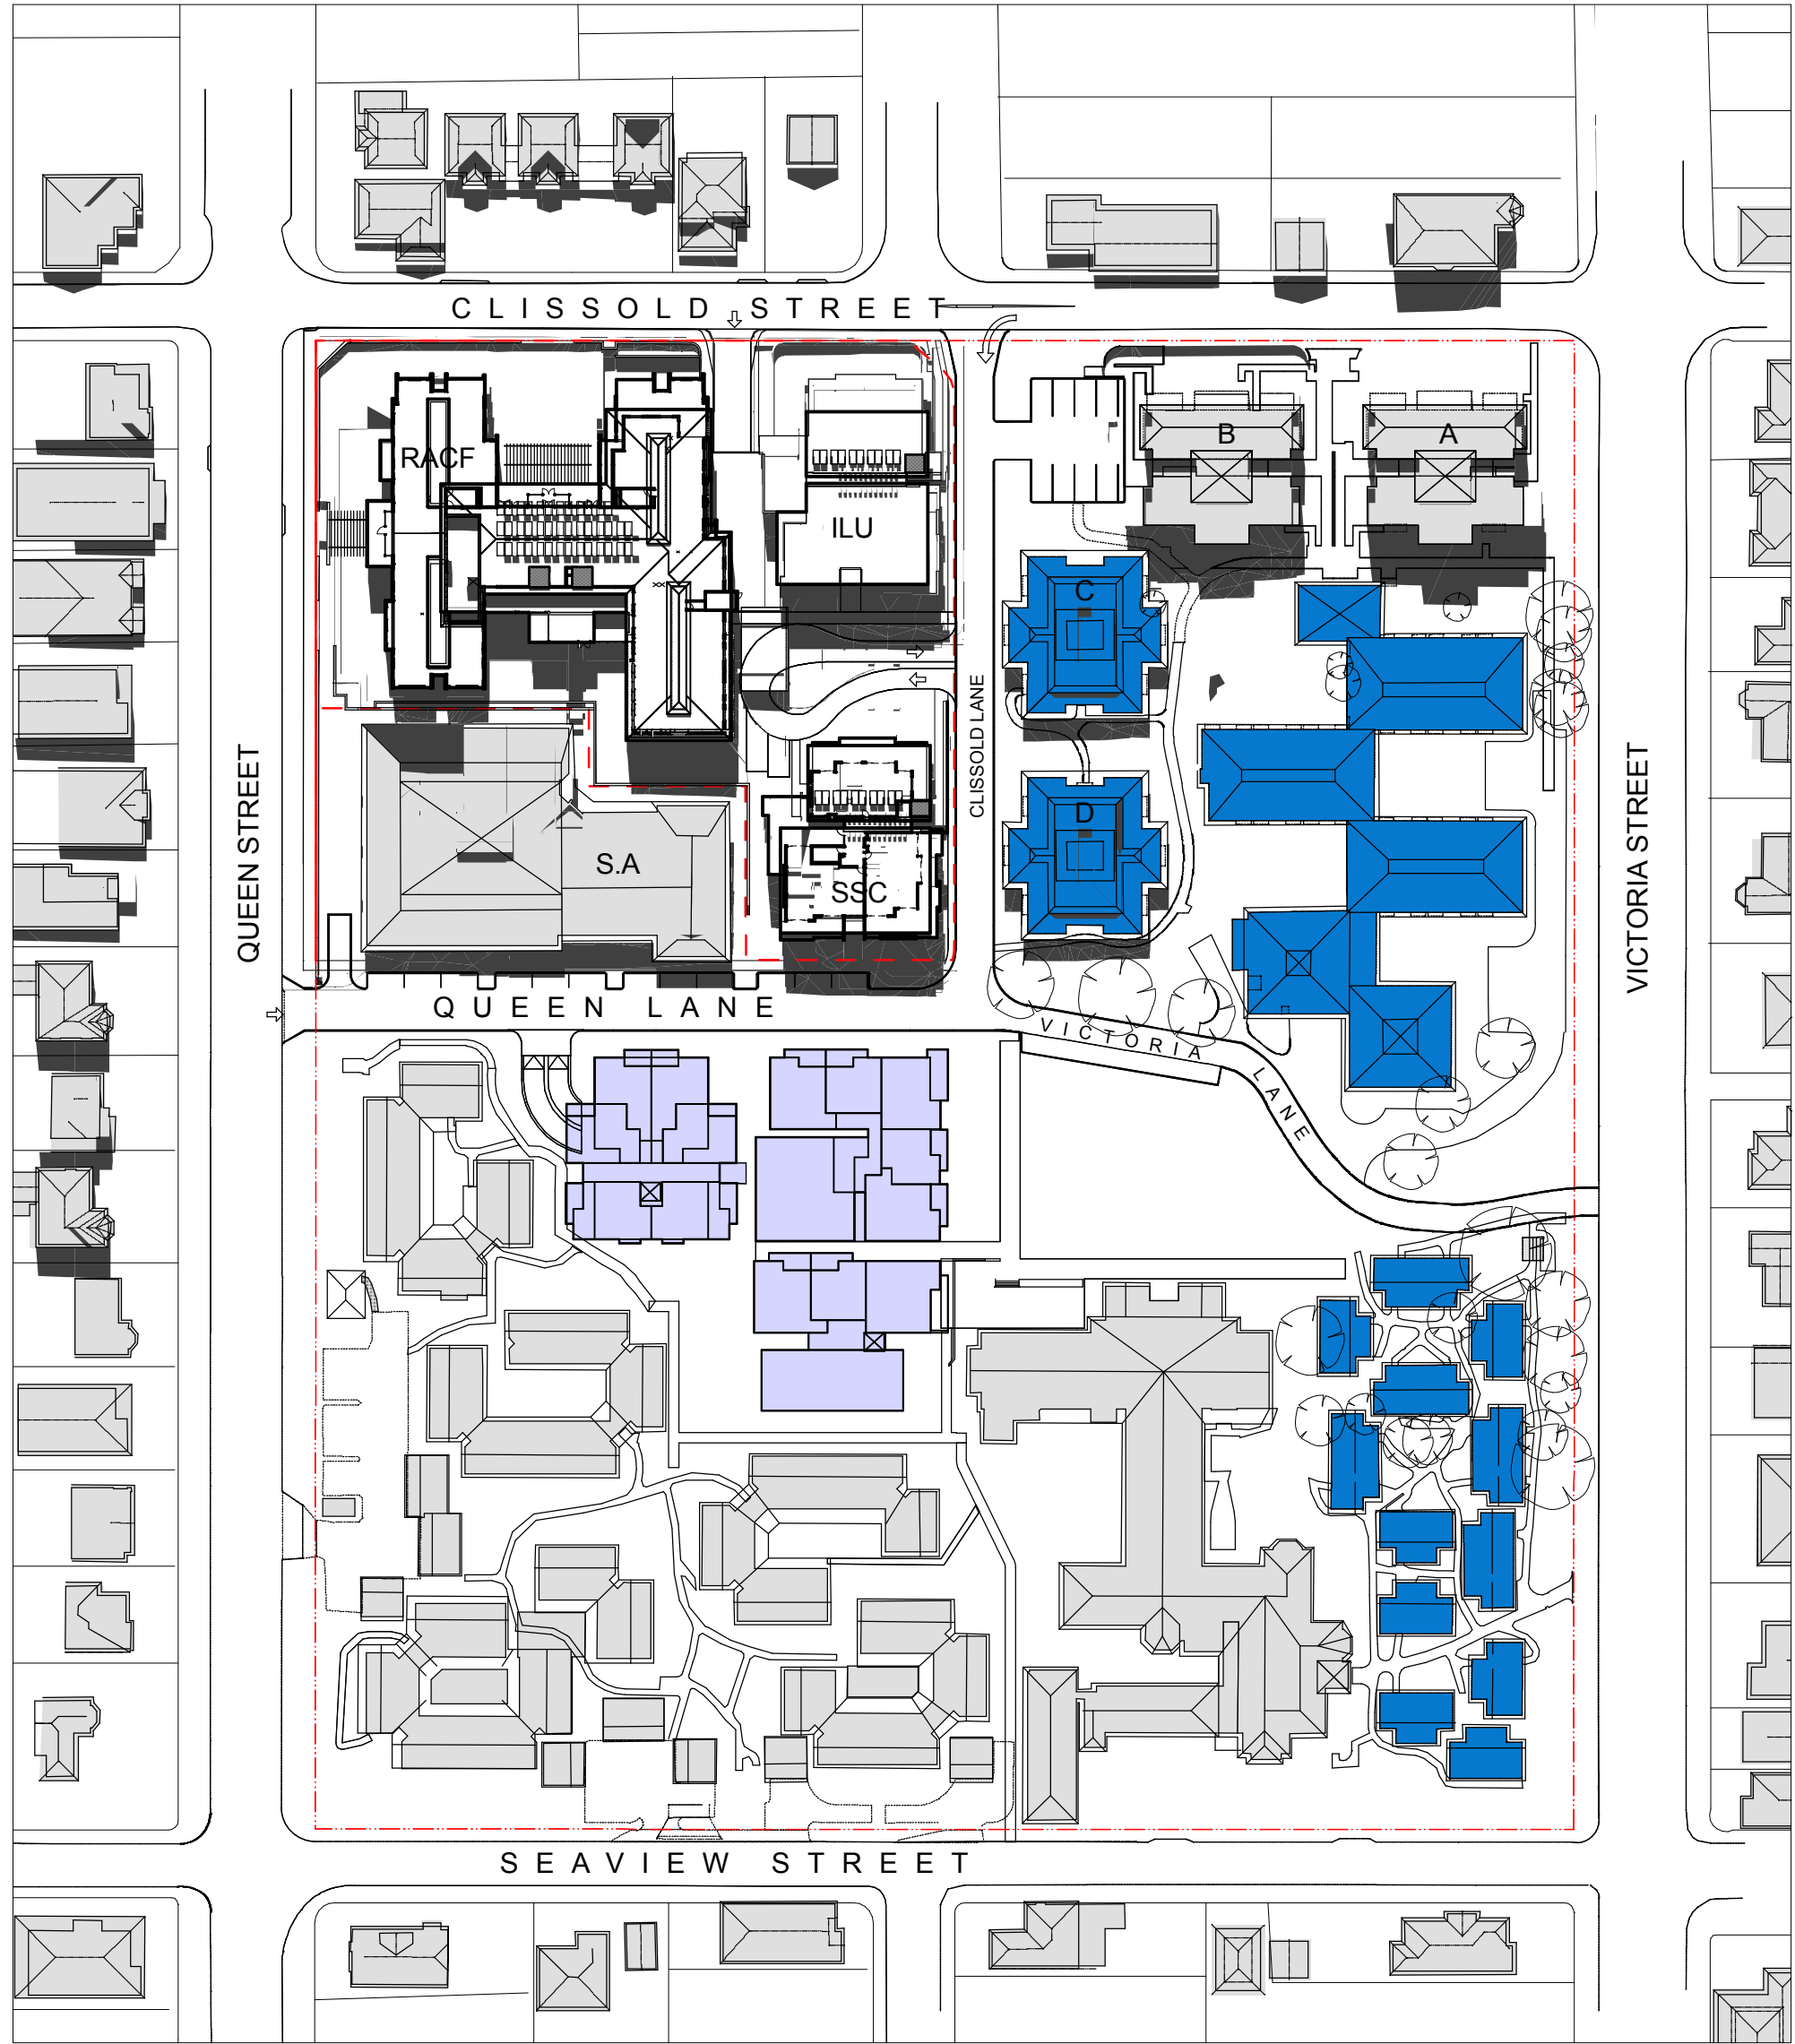 CLISSOLD STREET
B
A
RACF
ILU
C
CLISSOLD LANE
D
QUEEN STREET
VICTORIA STREET
S.A
SSC
QUEEN LANE
VICTORIA LANE
SEAVIEW STREET